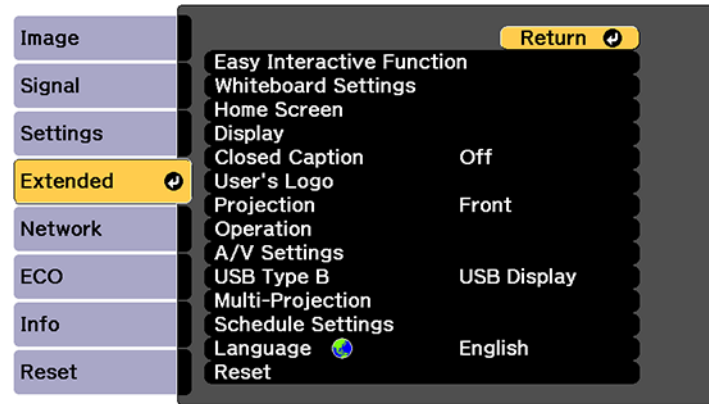 Image
Signal
Settings
Extended
Network
ECO
Info
Reset
Return
Easy Interactive Function
Whiteboard Settings
Home Screen
Display
Closed Caption Off
User's Logo
Projection Front
Operation
A/V Settings
USB Type B USB Display
Multi-Projection
Schedule Settings
Language English
Reset